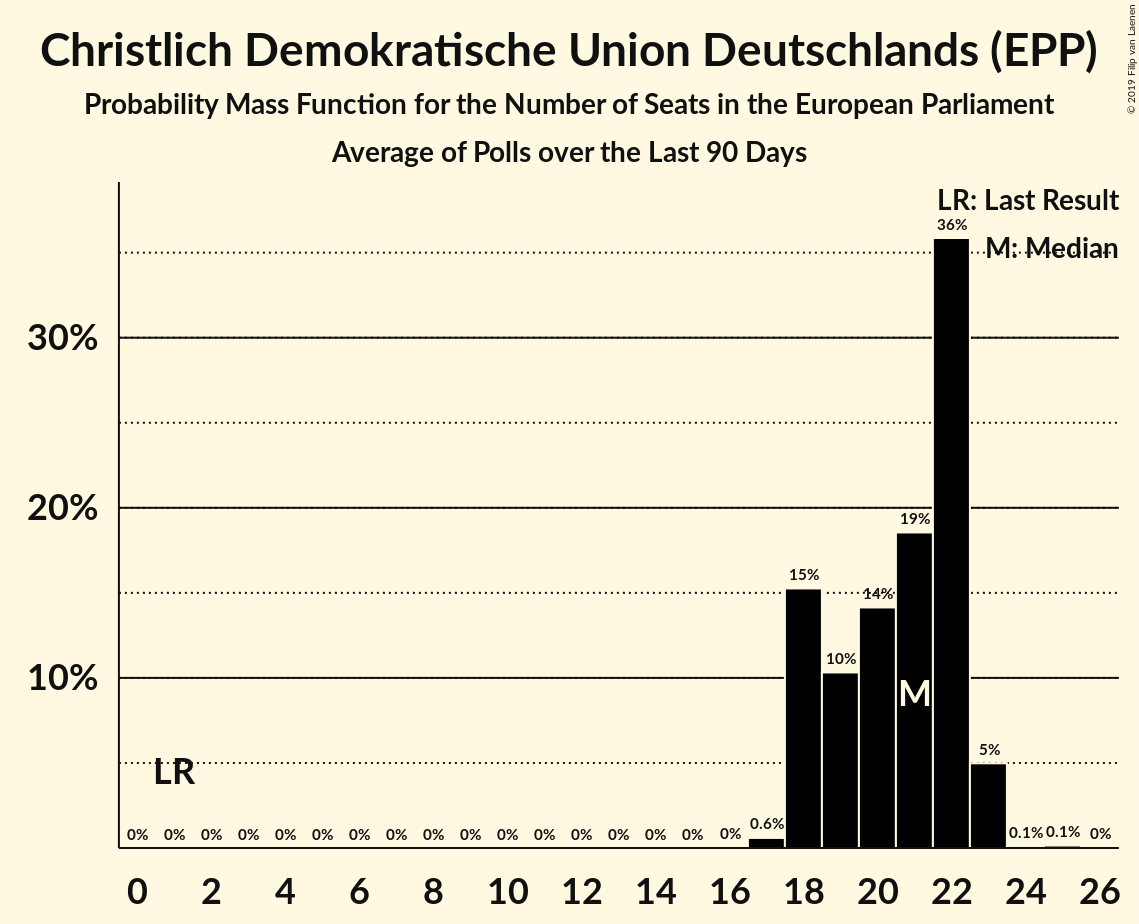 Christlich Demokratische Union Deutschlands (EPP)
Probability Mass Function for the Number of Seats in the European Parliament
Average of Polls over the Last 90 Days
© 2019 Filip van Laenen
LR: Last Result
M: Median
30%
20%
10%
36%
19%
15%
14%
10%
M
5%
LR
0% 0% 0% 0% 0% 0% 0% 0% 0% 0% 0% 0% 0% 0% 0% 0% 0% 0.6% 0.1% 0.1% 0%
0 2 4 6 8 10 12 14 16 18 20 22 24 26